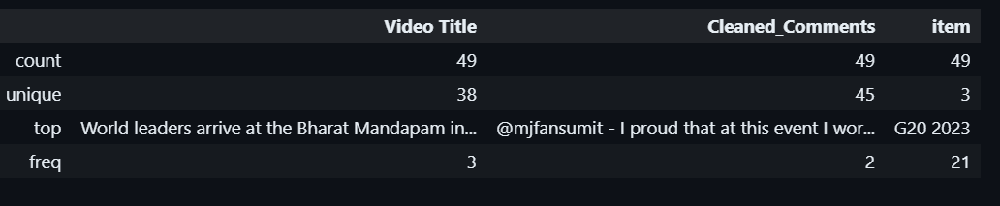 Video Title Cleaned_Comments item
count 49 49 49
unique 38 45 3
top World leaders arrive at the Bharat Mandapam in... @mjfansumit - I proud that at this event I wor... G20 2023
freq 3 2 21